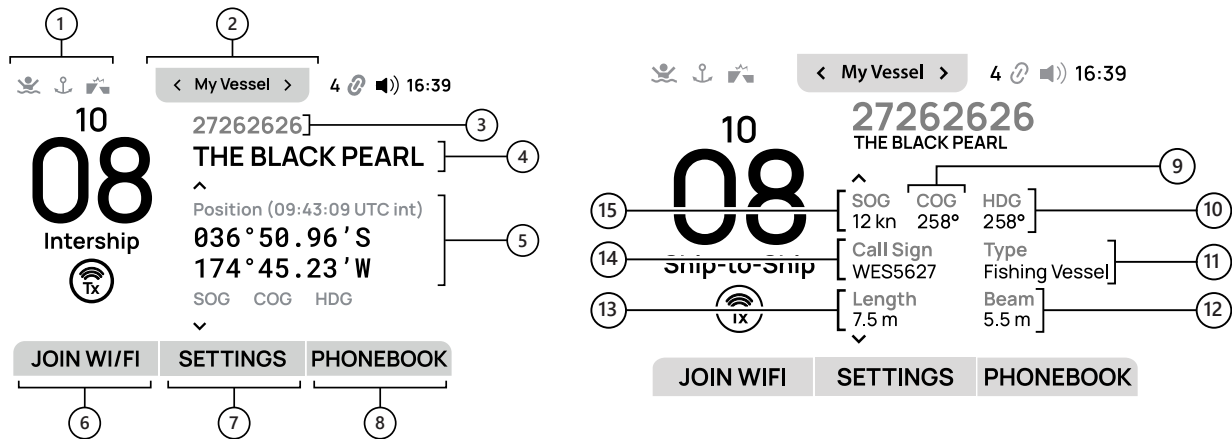 1
2
< My Vessel >
4
16:39
10
08
Intership
Tx
27262626
3
THE BLACK PEARL
4
Position (09:43:09 UTC int)
036°50.96'S
174°45.23'W
5
SOG COG HDG
JOIN WI/FI SETTINGS PHONEBOOK
6
7
8
< My Vessel >
4
16:39
10
08
Ship-to-Ship
Tx
27262626
THE BLACK PEARL
9
15
SOG COG HDG
12 kn 258° 258°
10
14
Call Sign Type
WES5627 Fishing Vessel
11
13
Length Beam
7.5 m 5.5 m
12
JOIN WIFI SETTINGS PHONEBOOK